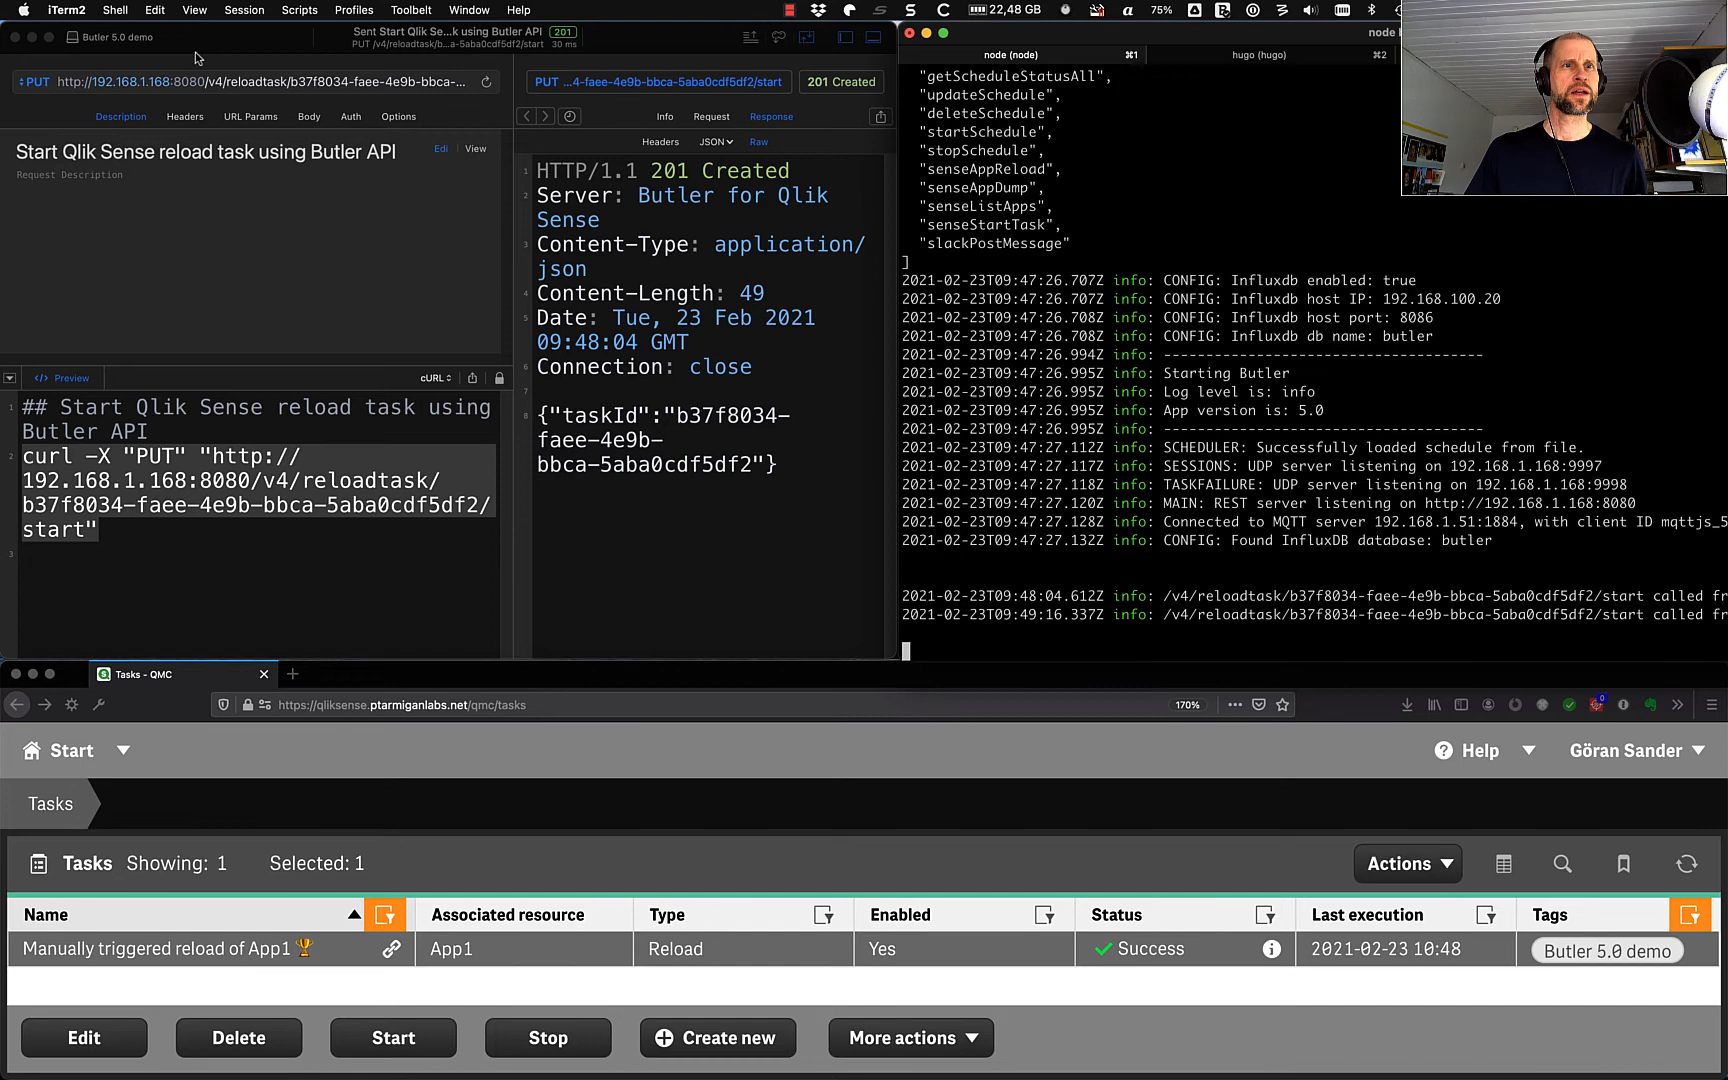 iTerm2 Shell Edit View Session Scripts Profiles Toolbelt Window Help 22,48 GB 75%
Butler 5.0 demo
Sent Start Qlik Se...k using Butler API 201
PUT /v4/reloadtask/b...a-5aba0cdf5df2/start 30 ms
PUT http://192.168.1.168:8080/v4/reloadtask/b37f8034-faee-4e9b-bbca-...
Description Headers URL Params Body Auth Options
Start Qlik Sense reload task using Butler API
Edi View
Request Description
Preview
cURL
1 ## Start Qlik Sense reload task using
Butler API
2 curl -X "PUT" "http://
192.168.1.168:8080/v4/reloadtask/
b37f8034-faee-4e9b-bbca-5aba0cdf5df2/
start"
3
PUT ...4-faee-4e9b-bbca-5aba0cdf5df2/start 201 Created
Info Request Response
Headers JSON Raw
1 HTTP/1.1 201 Created
2 Server: Butler for Qlik
Sense
3 Content-Type: application/
json
4 Content-Length: 49
5 Date: Tue, 23 Feb 2021
09:48:04 GMT
6 Connection: close
7
8 {"taskId":"b37f8034-
faee-4e9b-
bbca-5aba0cdf5df2"}
node (node) ⌘1 hugo (hugo) ⌘2
"getScheduleStatusAll",
"updateSchedule",
"deleteSchedule",
"startSchedule",
"stopSchedule",
"senseAppReload",
"senseAppDump",
"senseListApps",
"senseStartTask",
"slackPostMessage"
]
2021-02-23T09:47:26.707Z info: CONFIG: Influxdb enabled: true
2021-02-23T09:47:26.707Z info: CONFIG: Influxdb host IP: 192.168.100.20
2021-02-23T09:47:26.708Z info: CONFIG: Influxdb host port: 8086
2021-02-23T09:47:26.708Z info: CONFIG: Influxdb db name: butler
2021-02-23T09:47:26.994Z info: --------------------------------------
2021-02-23T09:47:26.995Z info: Starting Butler
2021-02-23T09:47:26.995Z info: Log level is: info
2021-02-23T09:47:26.995Z info: App version is: 5.0
2021-02-23T09:47:26.995Z info: --------------------------------------
2021-02-23T09:47:27.112Z info: SCHEDULER: Successfully loaded schedule from file.
2021-02-23T09:47:27.117Z info: SESSIONS: UDP server listening on 192.168.1.168:9997
2021-02-23T09:47:27.118Z info: TASKFAILURE: UDP server listening on 192.168.1.168:9998
2021-02-23T09:47:27.120Z info: MAIN: REST server listening on http://192.168.1.168:8080
2021-02-23T09:47:27.128Z info: Connected to MQTT server 192.168.1.51:1884, with client ID mqttjs_5
2021-02-23T09:47:27.132Z info: CONFIG: Found InfluxDB database: butler
2021-02-23T09:48:04.612Z info: /v4/reloadtask/b37f8034-faee-4e9b-bbca-5aba0cdf5df2/start called fr
2021-02-23T09:49:16.337Z info: /v4/reloadtask/b37f8034-faee-4e9b-bbca-5aba0cdf5df2/start called fr
Tasks - QMC
https://qliksense.ptarmiganlabs.net/qmc/tasks 170%
Start Help Göran Sander
Tasks
Tasks Showing: 1 Selected: 1 Actions
Name Associated resource Type Enabled Status Last execution Tags
Manually triggered reload of App1 🏆 App1 Reload Yes Success 2021-02-23 10:48 Butler 5.0 demo
Edit Delete Start Stop Create new More actions